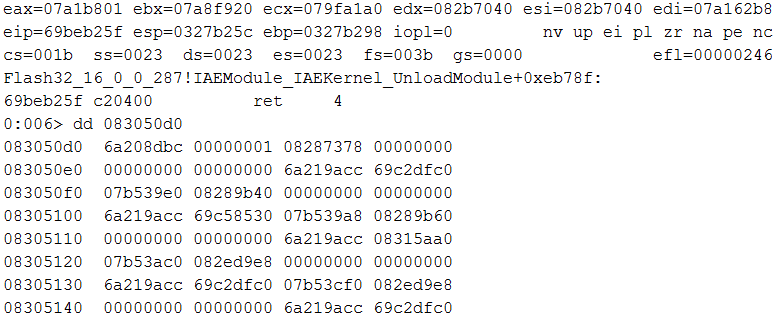 eax=07a1b801 ebx=07a8f920 ecx=079fa1a0 edx=082b7040 esi=082b7040 edi=07a162b8
eip=69beb25f esp=0327b25c ebp=0327b298 iopl=0 nv up ei pl zr na pe nc
cs=001b ss=0023 ds=0023 es=0023 fs=003b gs=0000 efl=00000246
Flash32_16_0_0_287!IAEModule_IAEKernel_UnloadModule+0xeb78f:
69beb25f c20400 ret 4
0:006> dd 083050d0
083050d0 6a208dbc 00000001 08287378 00000000
083050e0 00000000 00000000 6a219acc 69c2dfc0
083050f0 07b539e0 08289b40 00000000 00000000
08305100 6a219acc 69c58530 07b539a8 08289b60
08305110 00000000 00000000 6a219acc 08315aa0
08305120 07b53ac0 082ed9e8 00000000 00000000
08305130 6a219acc 69c2dfc0 07b53cf0 082ed9e8
08305140 00000000 00000000 6a219acc 69c2dfc0